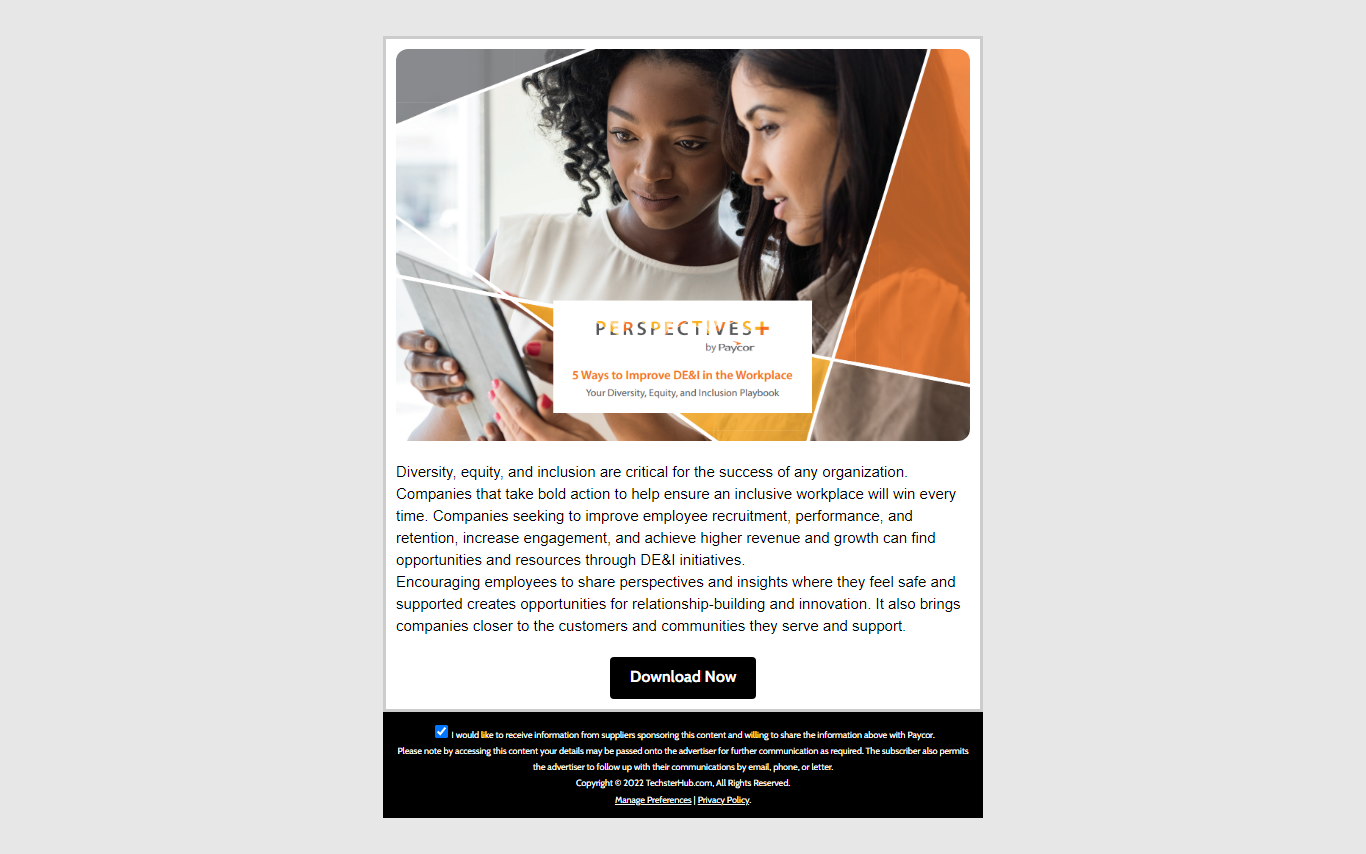 PERSPECTIVES+
by Paycor
5 Ways to Improve DE&I in the Workplace
Your Diversity, Equity, and Inclusion Playbook
Diversity, equity, and inclusion are critical for the success of any organization.
Companies that take bold action to help ensure an inclusive workplace will win every
time. Companies seeking to improve employee recruitment, performance, and
retention, increase engagement, and achieve higher revenue and growth can find
opportunities and resources through DE&I initiatives.
Encouraging employees to share perspectives and insights where they feel safe and
supported creates opportunities for relationship-building and innovation. It also brings
companies closer to the customers and communities they serve and support.
Download Now
I would like to receive information from suppliers sponsoring this content and willing to share the information above with Paycor.
Please note by accessing this content your details may be passed onto the advertiser for further communication as required. The subscriber also permits
the advertiser to follow up with their communications by email, phone, or letter.
Copyright © 2022 TechsterHub.com, All Rights Reserved.
Manage Preferences | Privacy Policy.